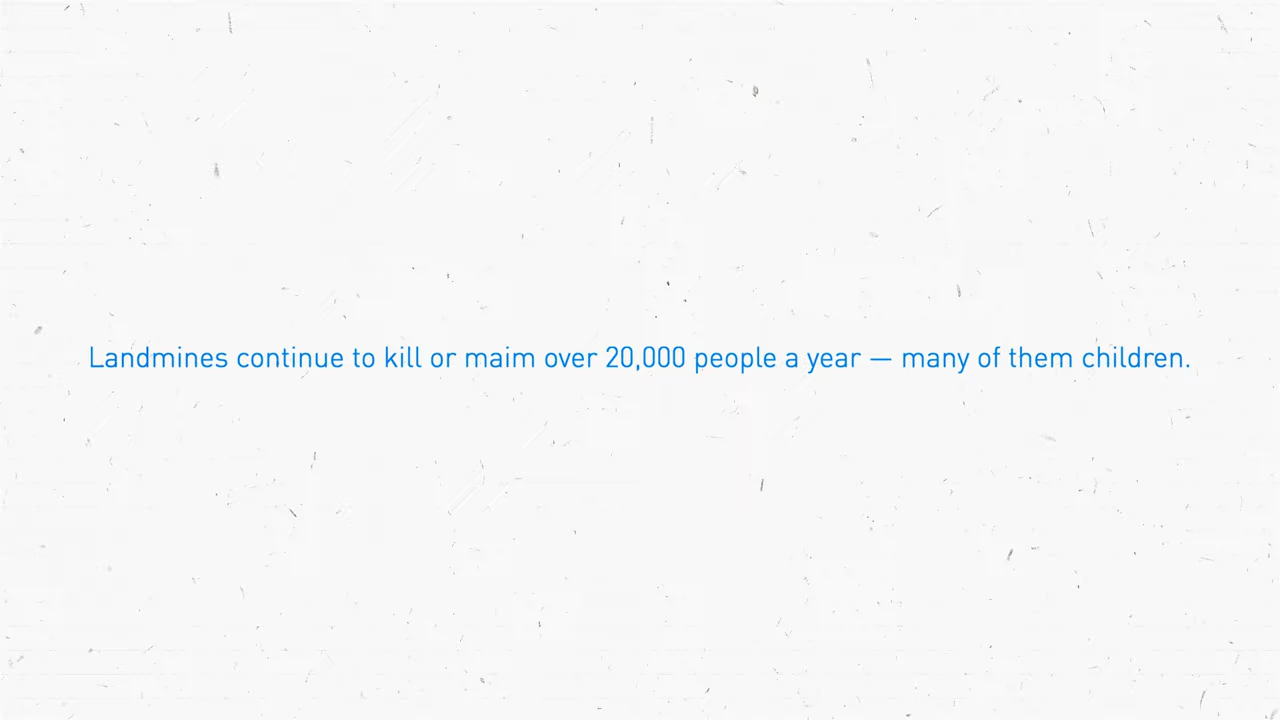 Landmines continue to kill or maim over 20,000 people a year — many of them children.